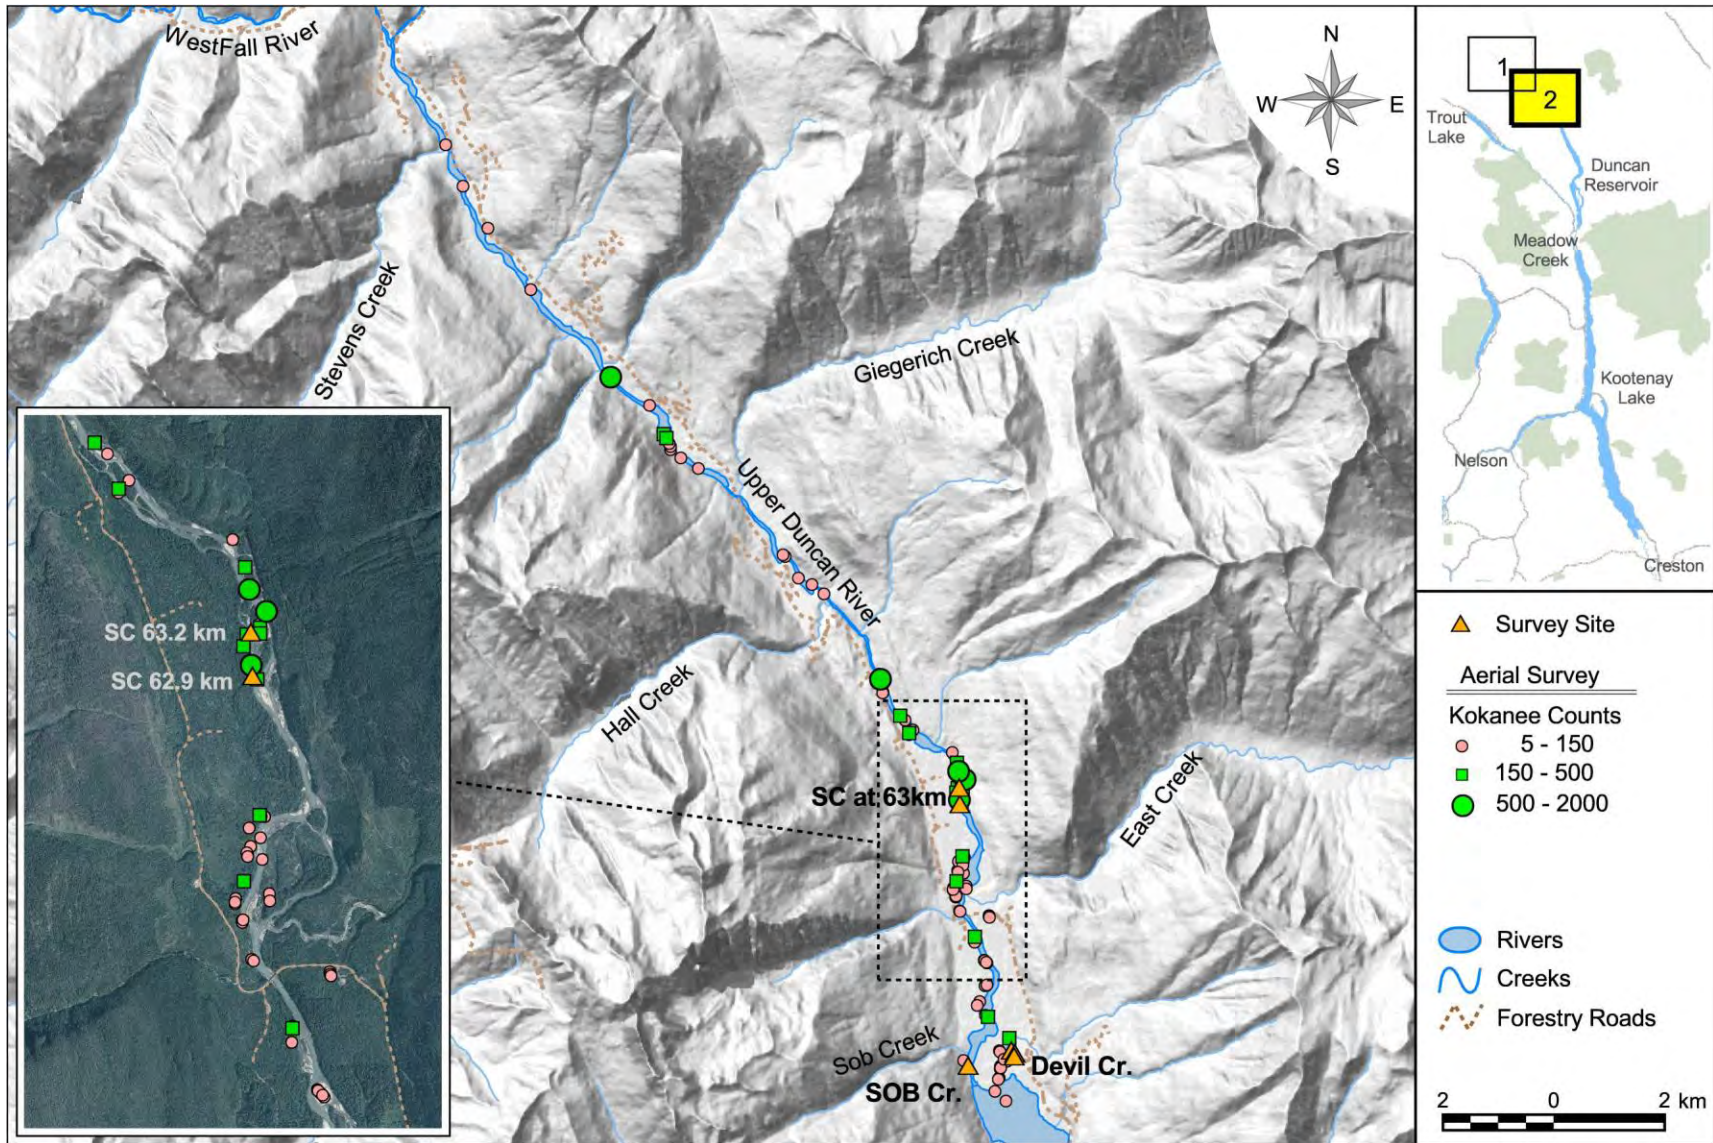 WestFall River
Stevens Creek
Giegerich Creek
Upper Duncan River
Hall Creek
East Creek
SC at 63km
Sob Creek
SOB Cr.
Devil Cr.
SC 63.2 km
SC 62.9 km
N
W
E
S
1
2
Trout
Lake
Duncan
Reservoir
Meadow
Creek
Kootenay
Lake
Nelson
Creston
Survey Site
Aerial Survey
Kokanee Counts
5 - 150
150 - 500
500 - 2000
Rivers
Creeks
Forestry Roads
2 0 2 km